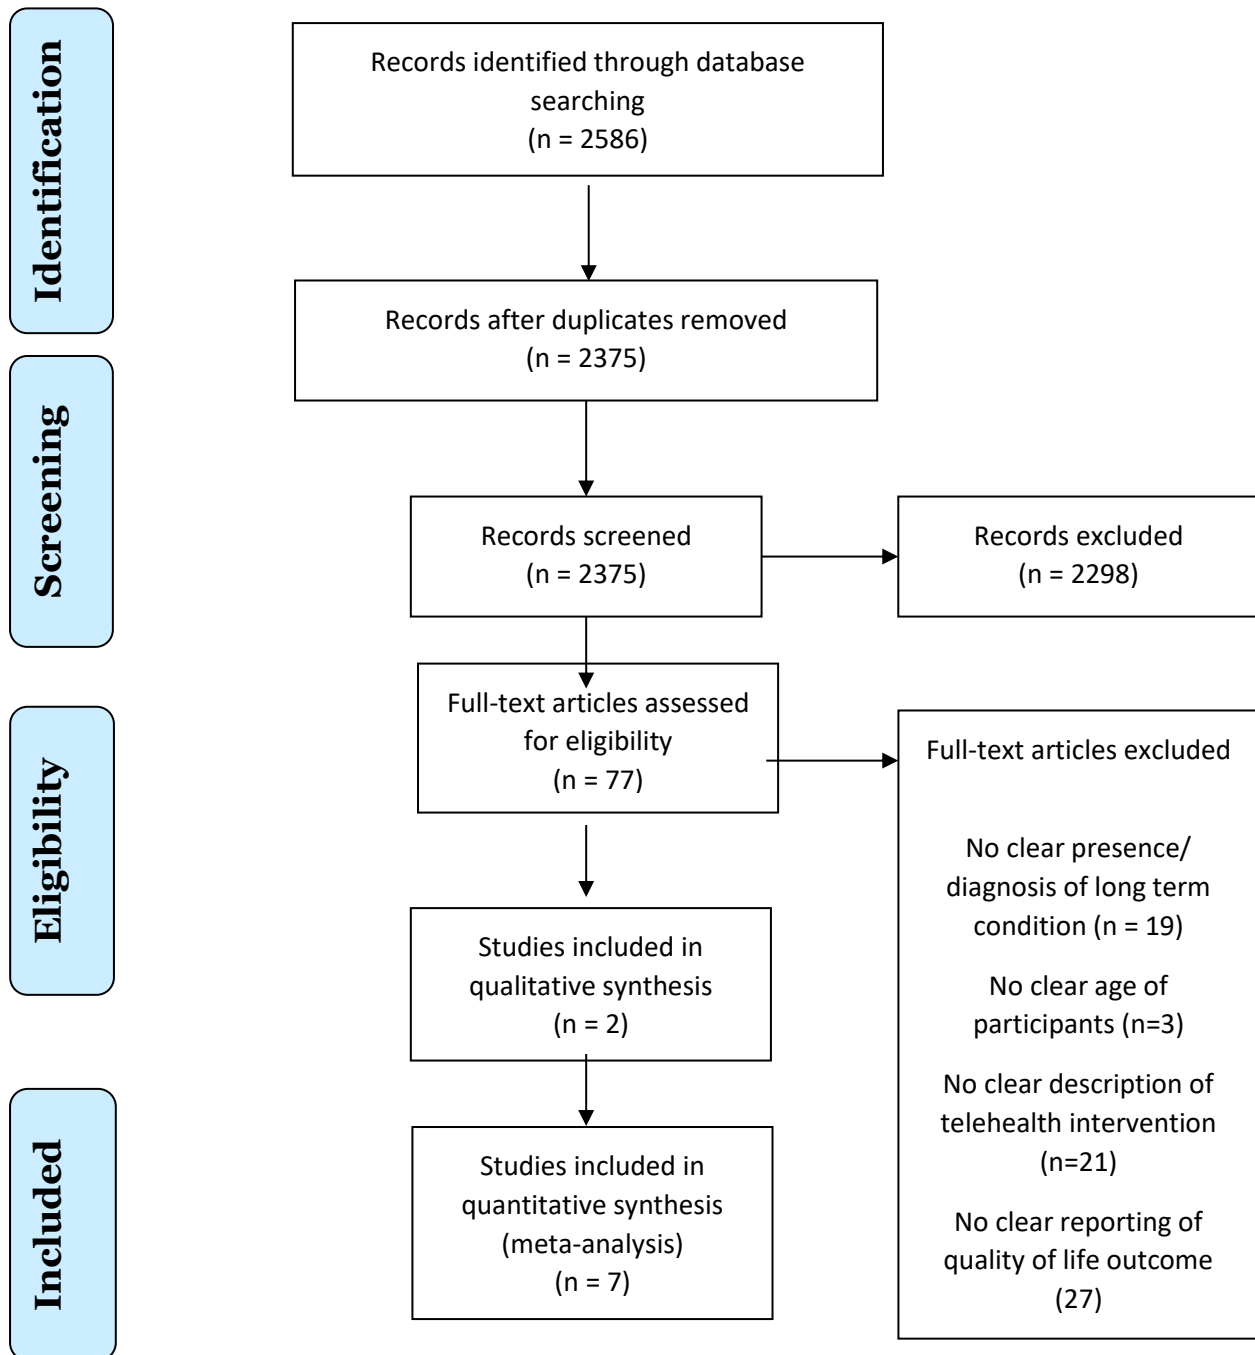 Identification
Records identified through database
searching
(n = 2586)
Records after duplicates removed
(n = 2375)
Screening
Records screened
(n = 2375)
Records excluded
(n = 2298)
Eligibility
Full-text articles assessed
for eligibility
(n = 77)
Full-text articles excluded
No clear presence/
diagnosis of long term
condition (n = 19)
No clear age of
participants (n=3)
No clear description of
telehealth intervention
(n=21)
No clear reporting of
quality of life outcome
(27)
Studies included in
qualitative synthesis
(n = 2)
Included
Studies included in
quantitative synthesis
(meta-analysis)
(n = 7)